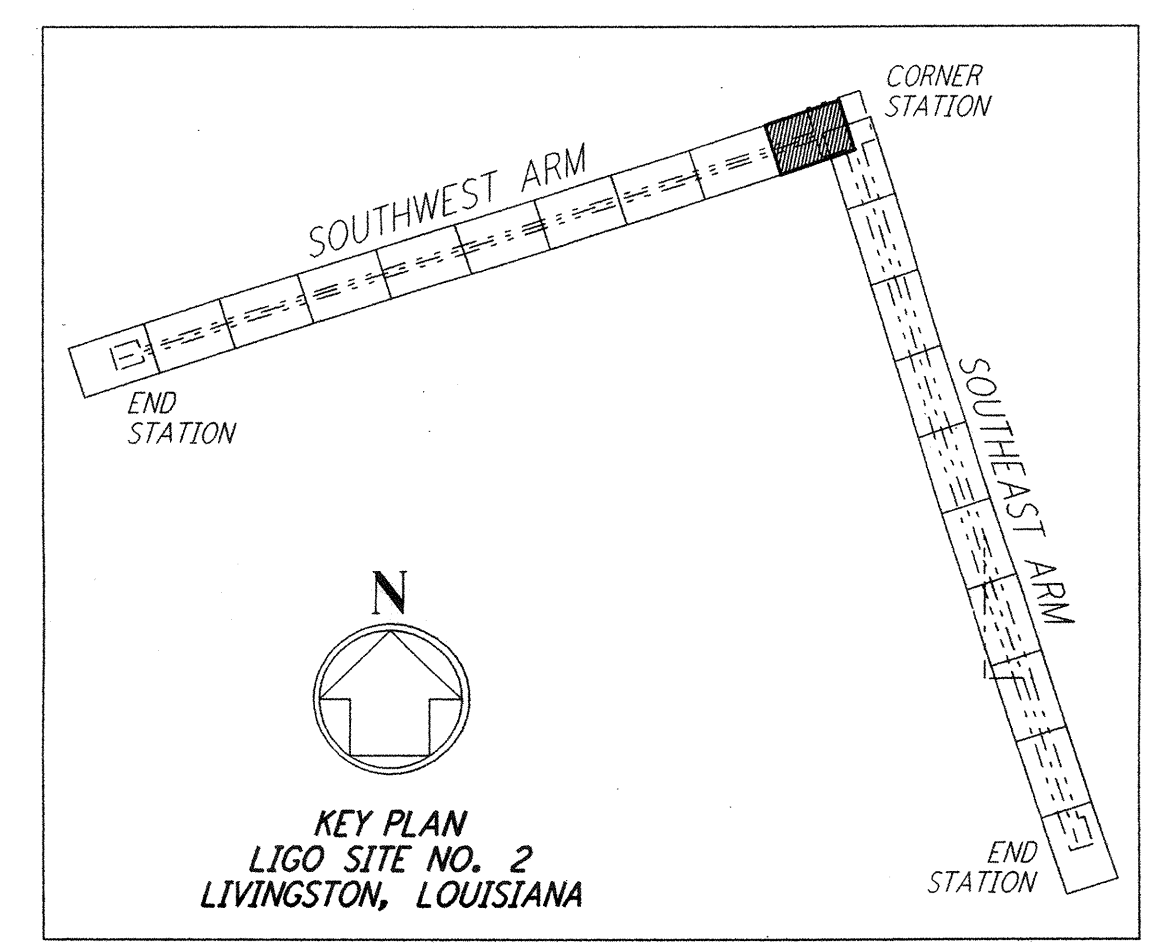 CORNER
STATION
SOUTHWEST ARM
END
STATION
SOUTHEAST ARM
N
KEY PLAN
LIGO SITE NO. 2
LIVINGSTON, LOUISIANA
END
STATION